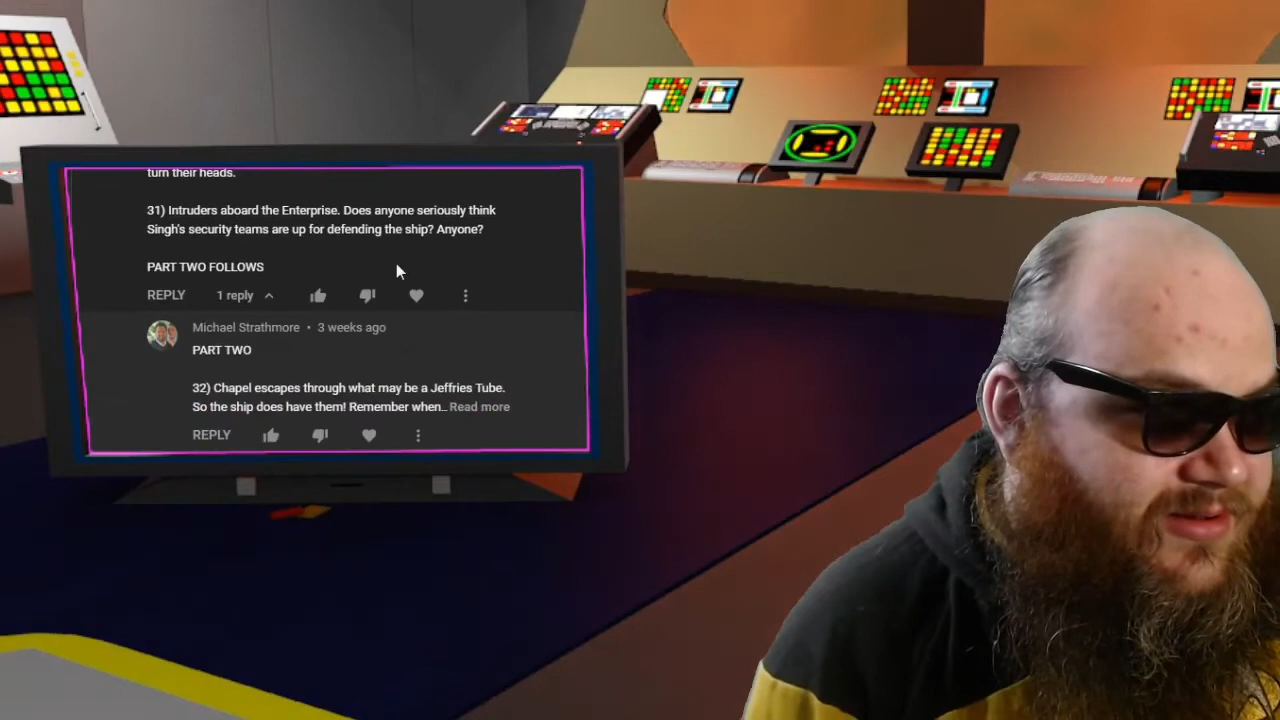 turn their heads.
31) Intruders aboard the Enterprise. Does anyone seriously think
Singh's security teams are up for defending the ship? Anyone?
PART TWO FOLLOWS
REPLY 1 reply
Michael Strathmore • 3 weeks ago
PART TWO
32) Chapel escapes through what may be a Jeffries Tube.
So the ship does have them! Remember when... Read more
REPLY